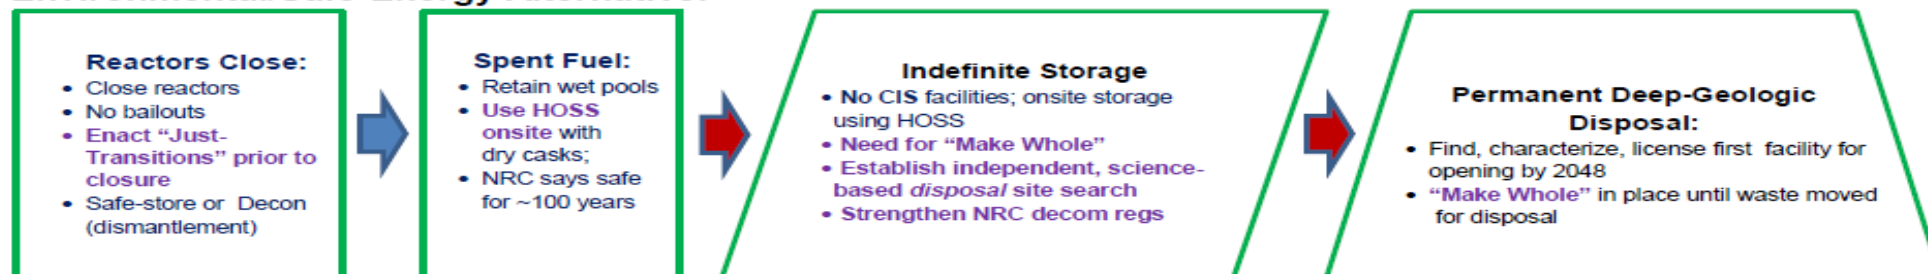 Reactors Close:
• Close reactors
• No bailouts
• Enact “Just-
Transitions” prior to
closure
• Safe-store or Decon
(dismantlement)
Spent Fuel:
• Retain wet pools
• Use HOSS
onsite with
dry casks;
• NRC says safe
for ~100 years
Indefinite Storage
• No CIS facilities; onsite storage
using HOSS
• Need for “Make Whole”
• Establish independent, science-
based disposal site search
• Strengthen NRC decom regs
Permanent Deep-Geologic
Disposal:
• Find, characterize, license first facility for
opening by 2048
• “Make Whole” in place until waste moved
for disposal